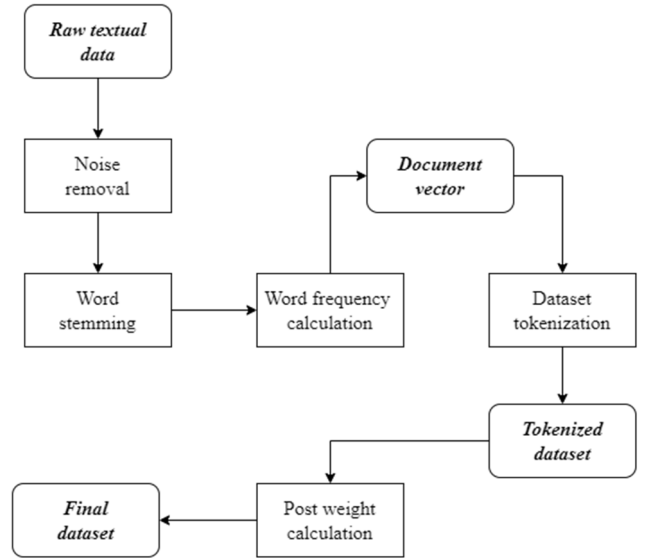 Raw textual
data
Noise
removal
Word
stemming
Word frequency
calculation
Document
vector
Dataset
tokenization
Tokenized
dataset
Post weight
calculation
Final
dataset